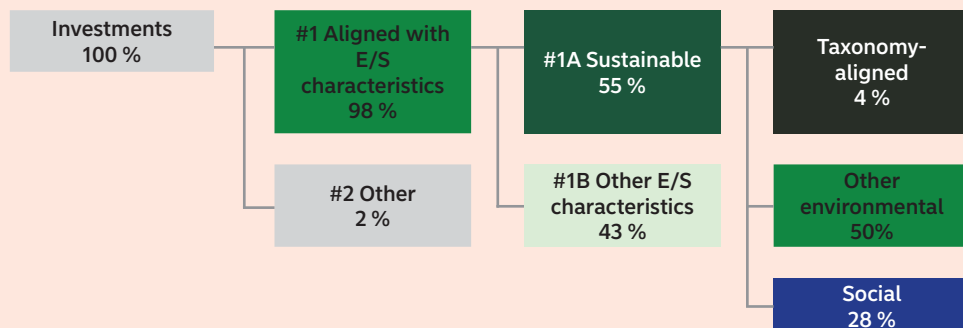 Investments
100 %
#1 Aligned with
E/S
characteristics
98 %
#2 Other
2 %
#1A Sustainable
55 %
#1B Other E/S
characteristics
43 %
Taxonomy-
aligned
4 %
Other
environmental
50%
Social
28 %